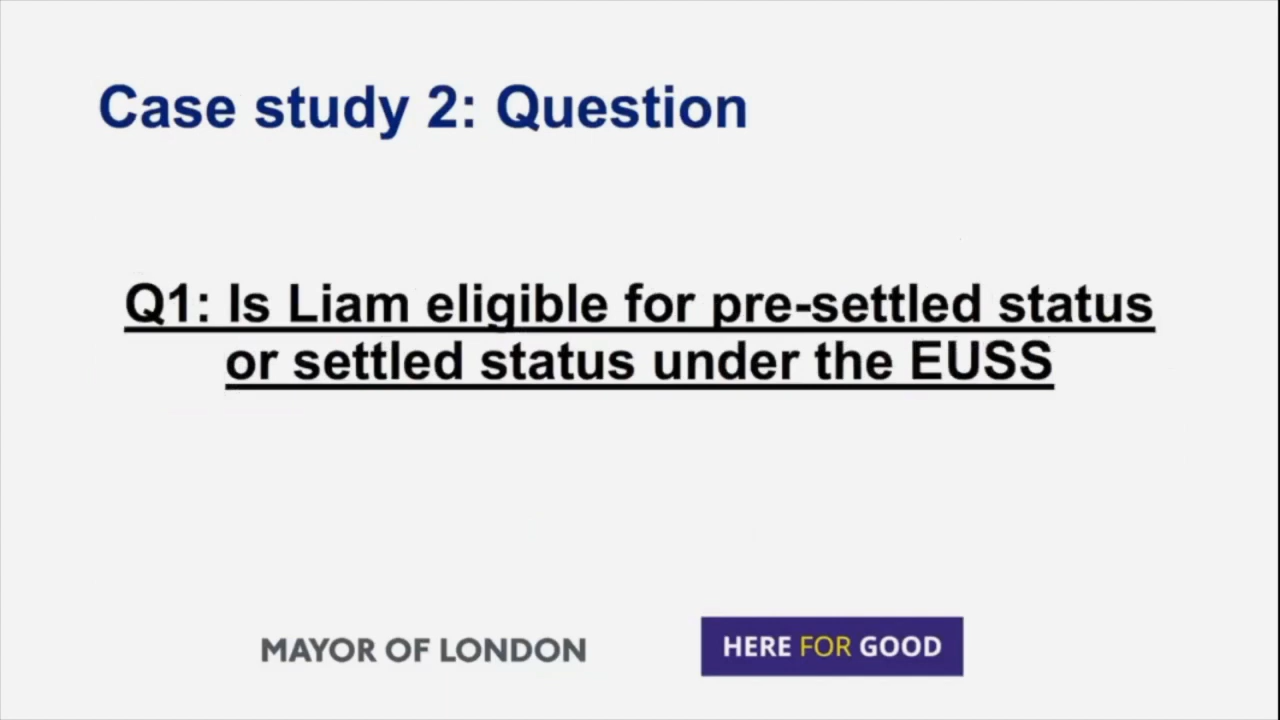 Case study 2: Question
Q1: Is Liam eligible for pre-settled status
or settled status under the EUSS
MAYOR OF LONDON
HERE FOR GOOD